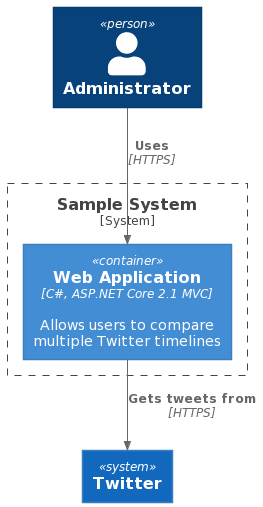 «person»
Administrator
Uses
[HTTPS]
Sample System
[System]
«container»
Web Application
[C#, ASP.NET Core 2.1 MVC]
Allows users to compare
multiple Twitter timelines
Gets tweets from
[HTTPS]
«system»
Twitter